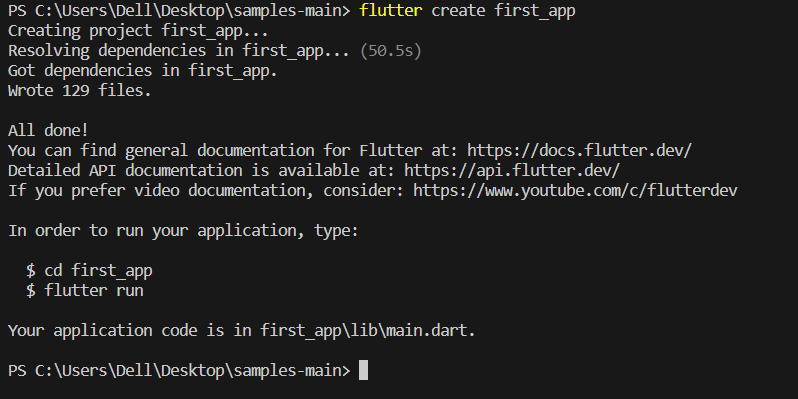 PS C:\Users\Dell\Desktop\samples-main> flutter create first_app
Creating project first_app...
Resolving dependencies in first_app... (50.5s)
Got dependencies in first_app.
Wrote 129 files.
All done!
You can find general documentation for Flutter at: https://docs.flutter.dev/
Detailed API documentation is available at: https://api.flutter.dev/
If you prefer video documentation, consider: https://www.youtube.com/c/flutterdev
In order to run your application, type:
$ cd first_app
$ flutter run
Your application code is in first_app\lib\main.dart.
PS C:\Users\Dell\Desktop\samples-main>